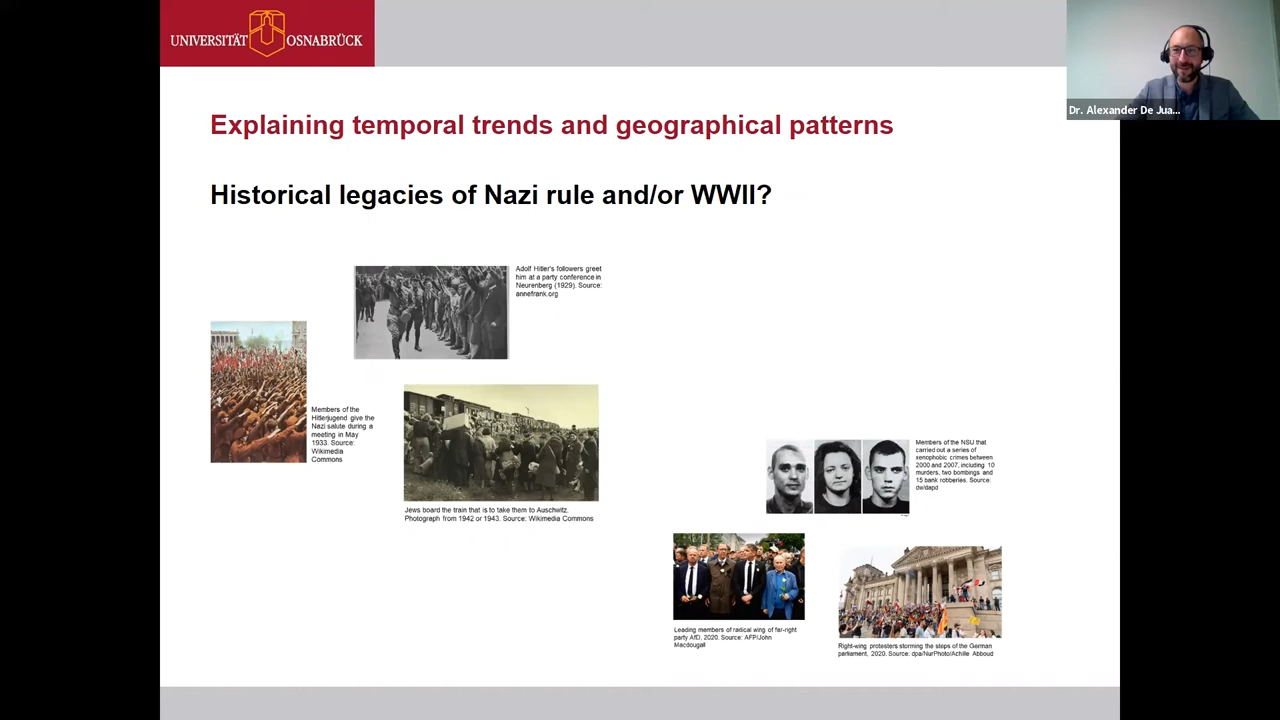 UNIVERSITÄT OSNABRÜCK
Dr. Alexander De Jua...
Explaining temporal trends and geographical patterns
Historical legacies of Nazi rule and/or WWII?
Adolf Hitler's followers greet
him at a party conference in
Neurenberg (1929). Source:
annefrank.org
Members of the
Hitlerjugend give the
Nazi salute during a
meeting in May
1933. Source:
Wikimedia
Commons
Jews board the train that is to take them to Auschwitz.
Photograph from 1942 or 1943. Source: Wikimedia Commons
Members of the NSU that
carried out a series of
xenophobic crimes between
2000 and 2007, including 10
murders, two bombings and
15 bank robberies. Source:
dw/dapd
Leading members of radical wing of far-right
party AfD, 2020. Source: AFP/John
Macdougall
Right-wing protesters storming the steps of the German
parliament, 2020. Source: dpa/NurPhoto/Achille Abboud